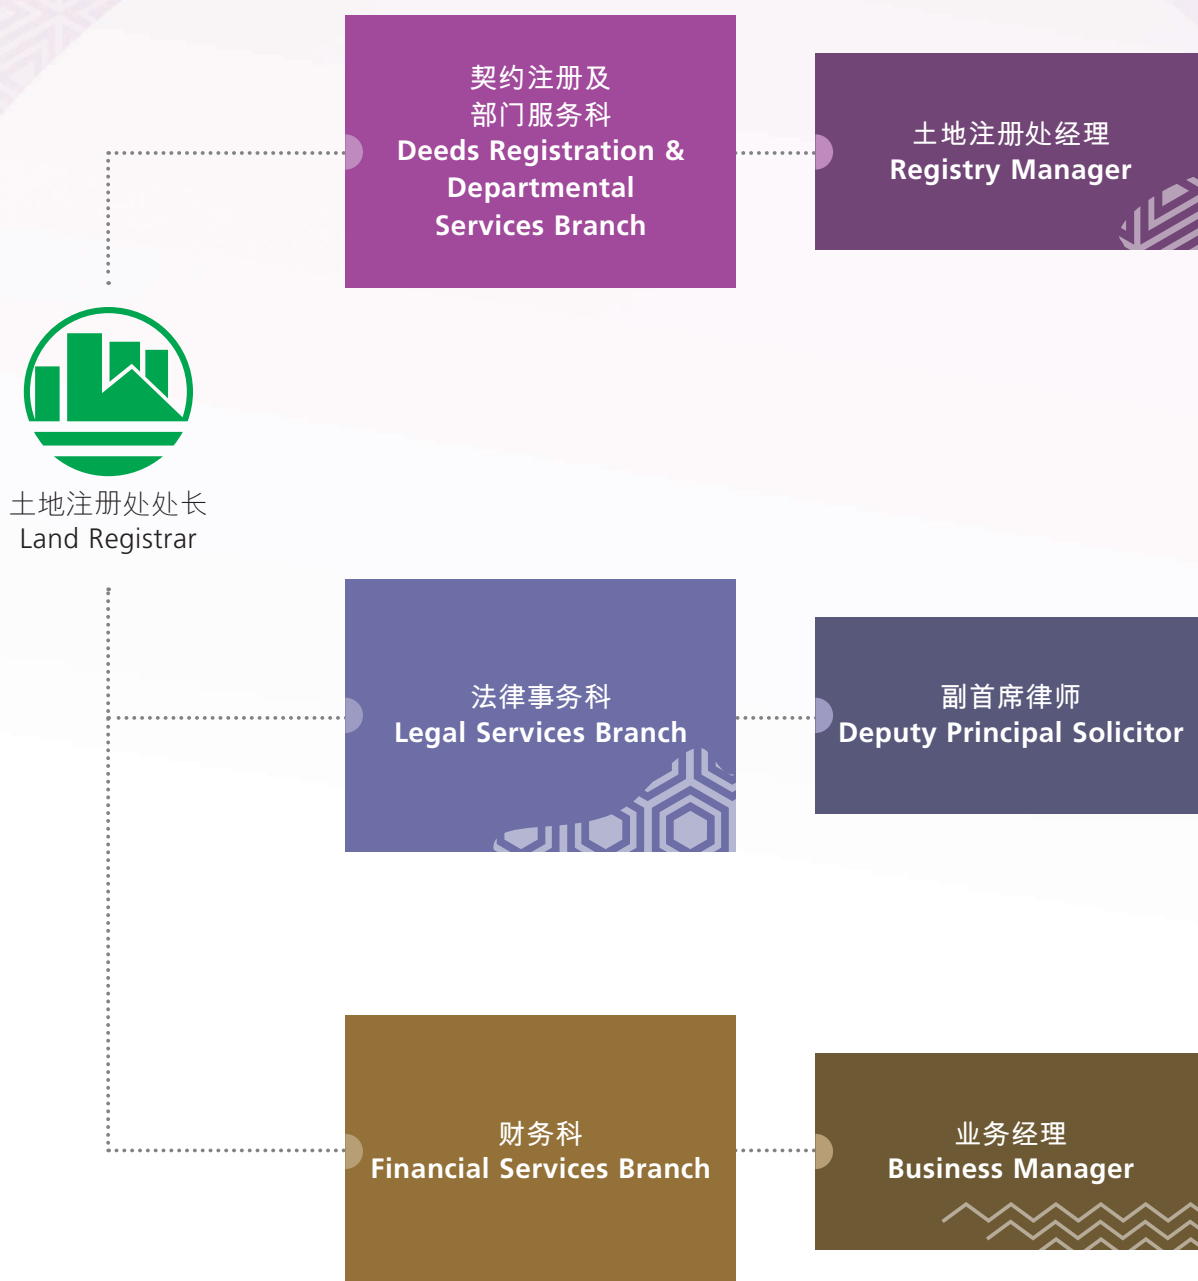 契约注册及
部门服务科
Deeds Registration &
Departmental
Services Branch
土地注册处经理
Registry Manager
土地注册处处长
Land Registrar
法律事务科
Legal Services Branch
副首席律师
Deputy Principal Solicitor
财务科
Financial Services Branch
业务经理
Business Manager